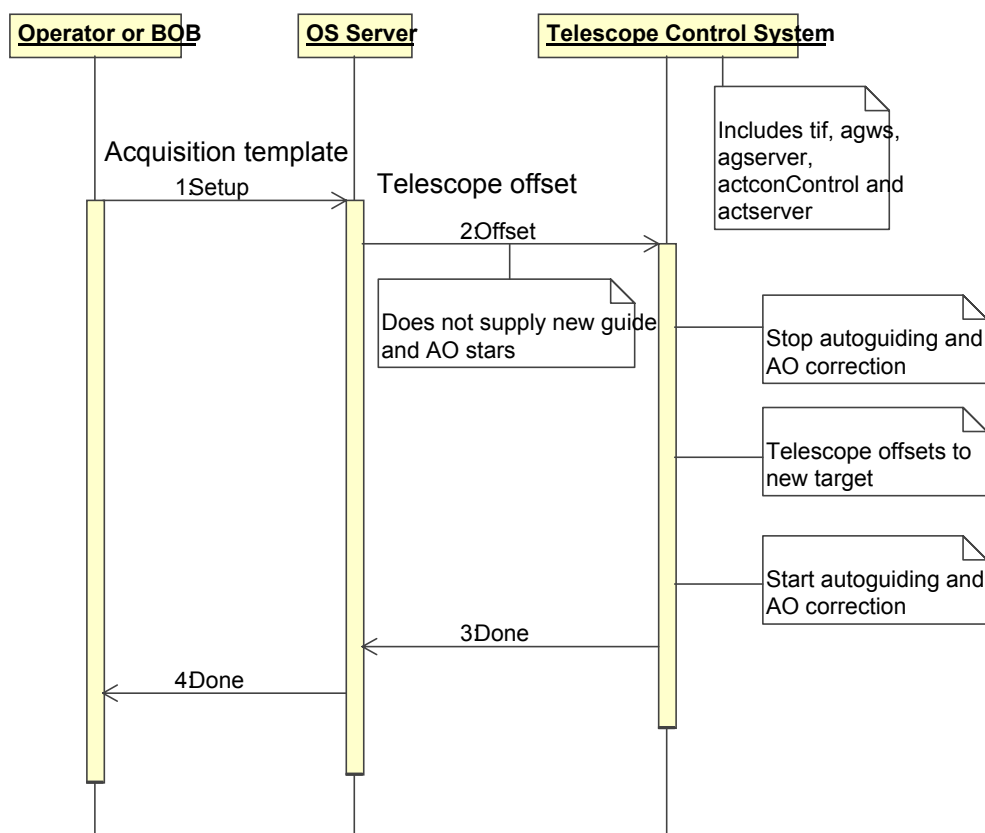 Operator or BOB
OS Server
Telescope Control System
Includes tif, agws,
agserver,
actconControl and
actserver
Acquisition template
1:Setup
Telescope offset
2:Offset
Does not supply new guide
and AO stars
Stop autoguiding and
AO correction
Telescope offsets to
new target
Start autoguiding and
AO correction
3:Done
4:Done